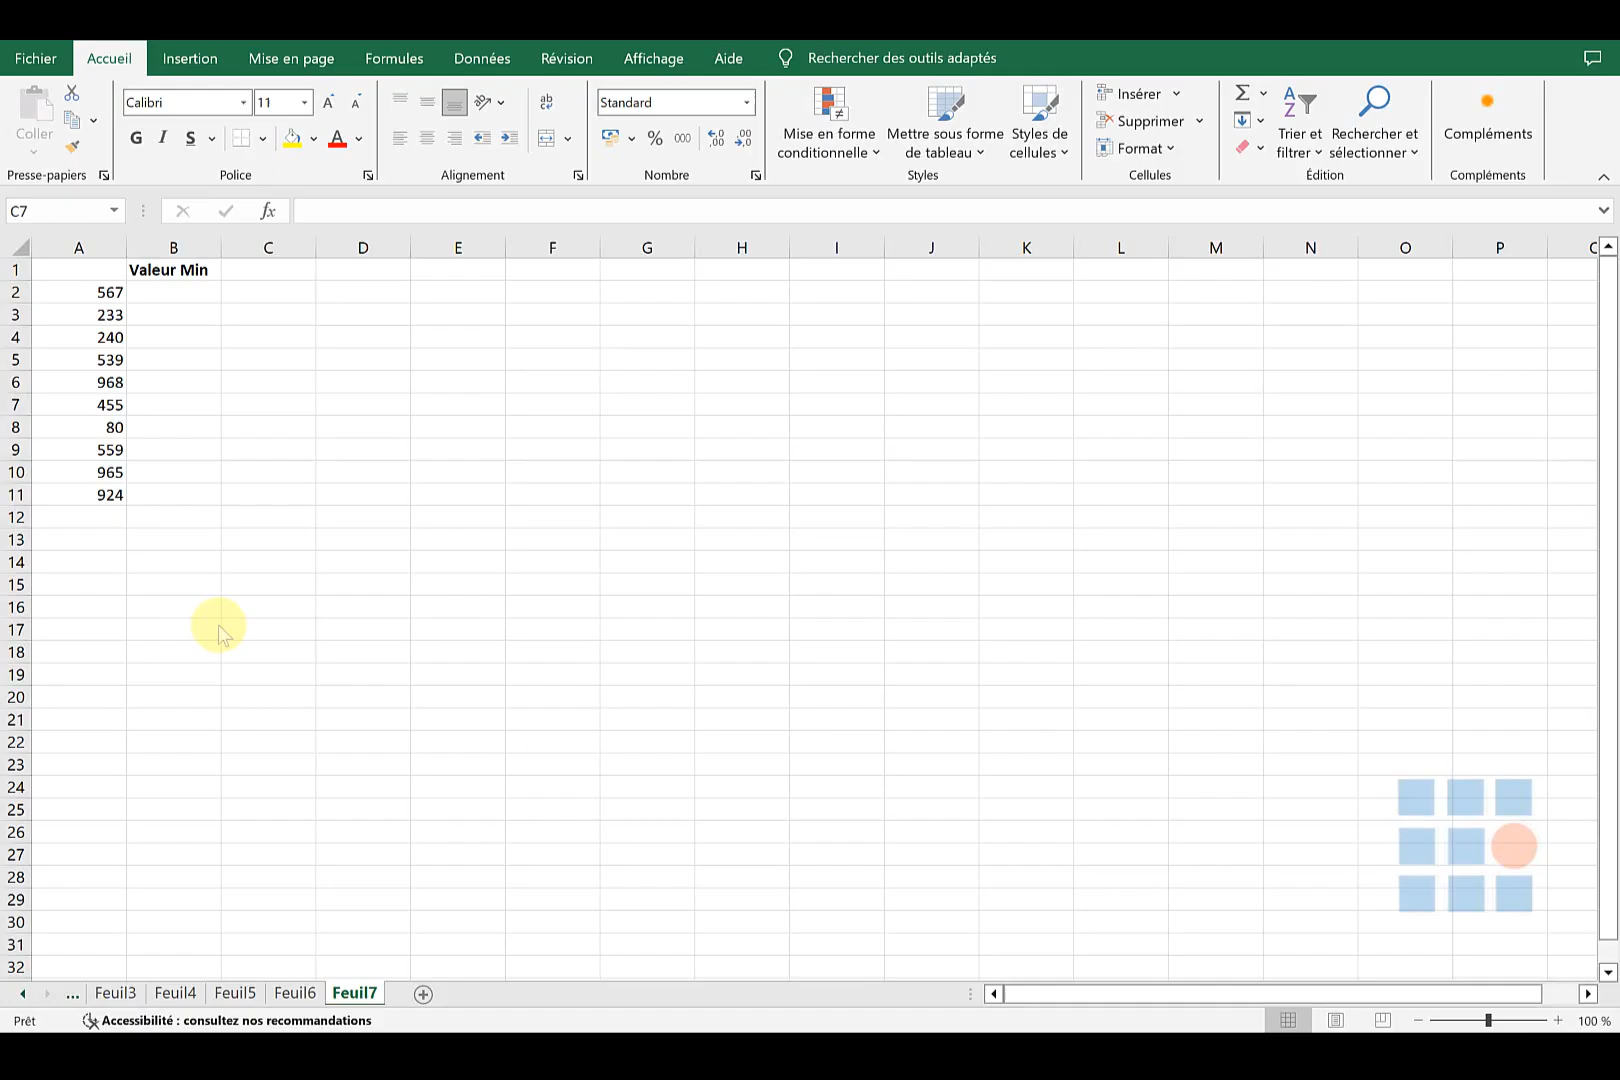 Fichier Accueil Insertion Mise en page Formules Données Révision Affichage Aide Rechercher des outils adaptés
Coller
Presse-papiers
Calibri 11
G I S A
Police
ab
Alignement
Standard
% 000
Nombre
Mise en forme conditionnelle
Mettre sous forme de tableau
Styles de cellules
Styles
Insérer
Supprimer
Format
Cellules
Trier et filtrer
Rechercher et sélectionner
Édition
Compléments
Compléments
C7 fx
A B C D E F G H I J K L M N O P
1 Valeur Min
2 567
3 233
4 240
5 539
6 968
7 455
8 80
9 559
10 965
11 924
12
13
14
15
16
17
18
19
20
21
22
23
24
25
26
27
28
29
30
31
32
... Feuil3 Feuil4 Feuil5 Feuil6 Feuil7
Prêt Accessibilité : consultez nos recommandations 100 %